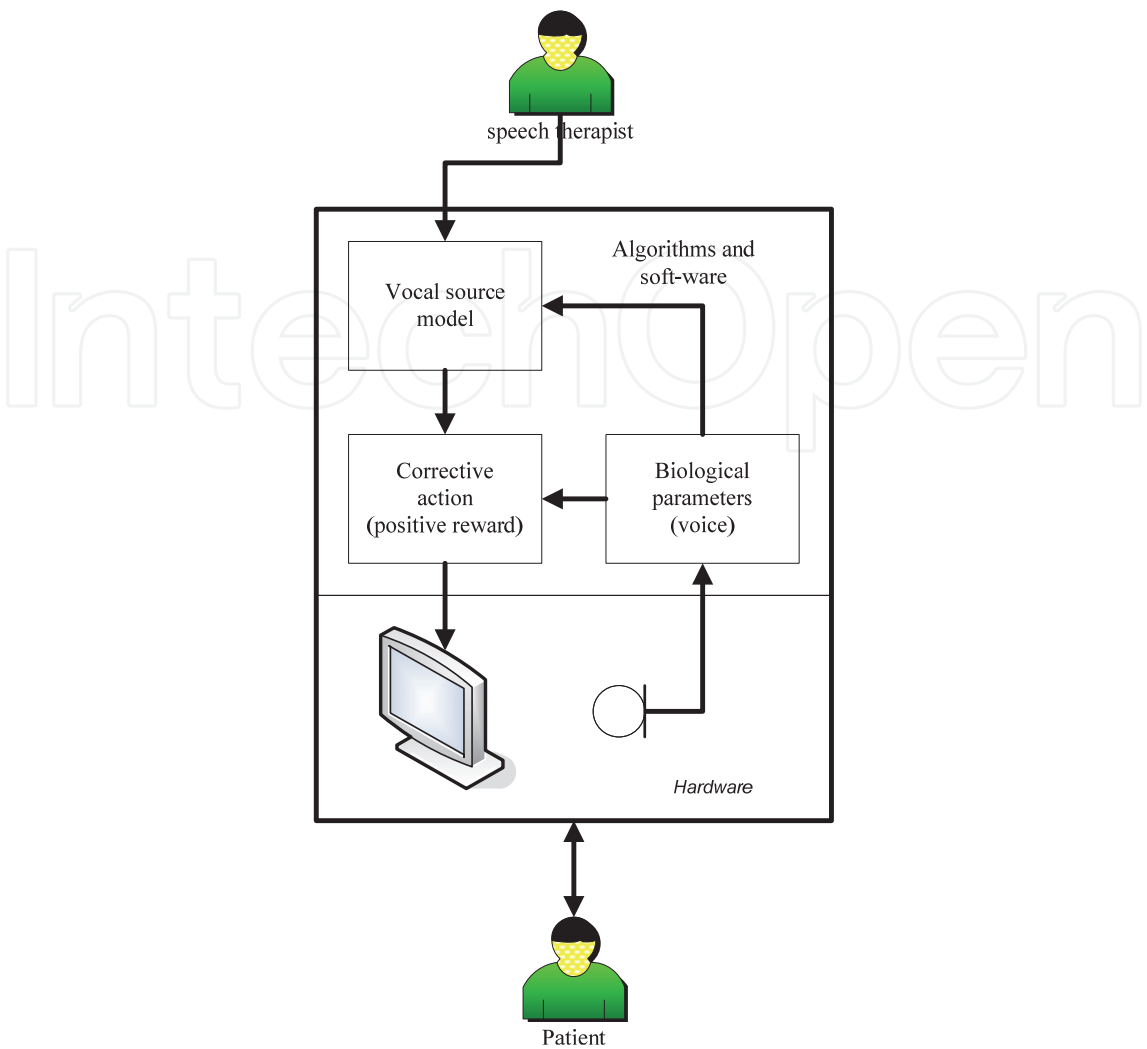 speech therapist
Algorithms and
soft-ware
Vocal source
model
IntechOpen
Corrective
action
(positive reward)
Biological
parameters
(voice)
Hardware
Patient